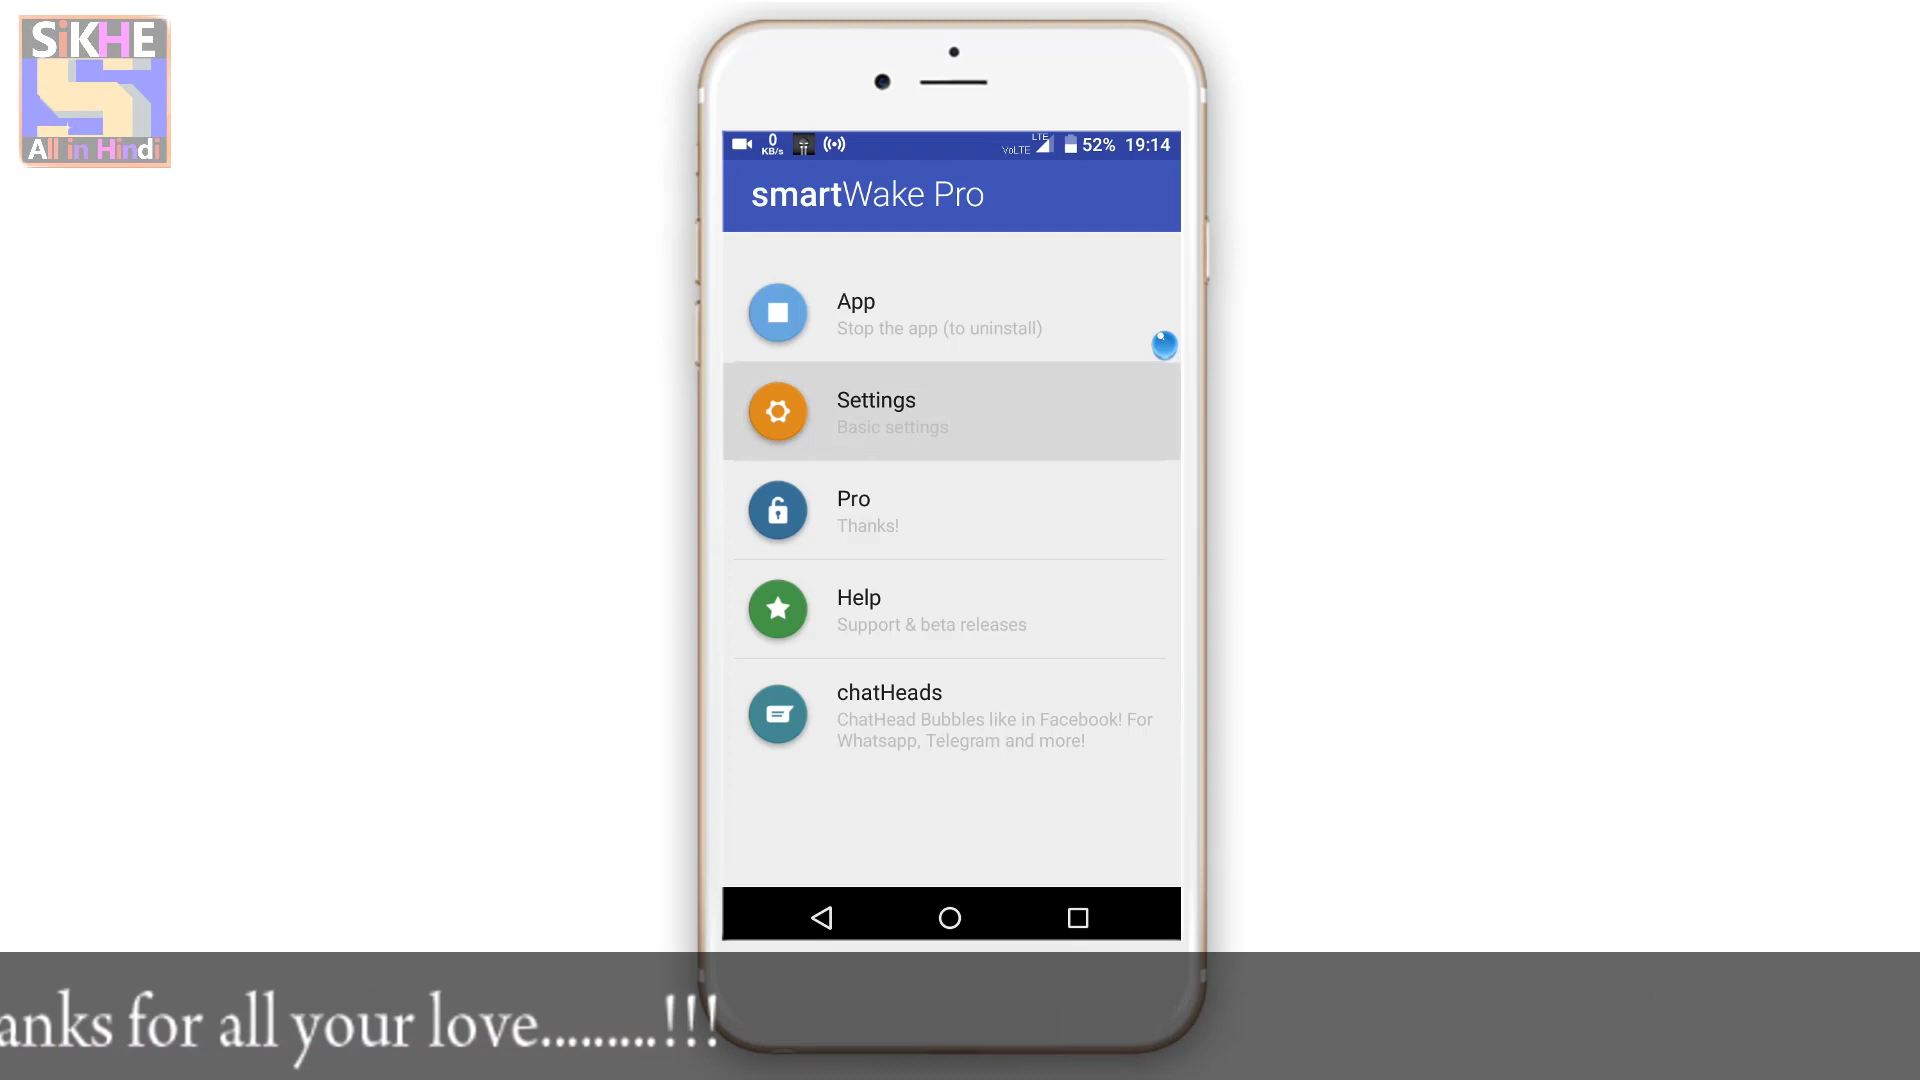 SiKHE
All in Hindi
0
KB/s
VoLTE
LTE
52%
19:14
smartWake Pro
App
Stop the app (to uninstall)
Settings
Basic settings
Pro
Thanks!
Help
Support & beta releases
chatHeads
ChatHead Bubbles like in Facebook! For
Whatsapp, Telegram and more!
anks for all your love.........!!!